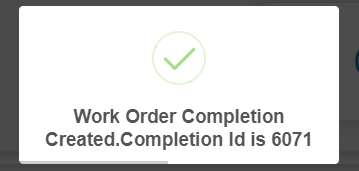 Work Order Completion
Created.Completion Id is 6071